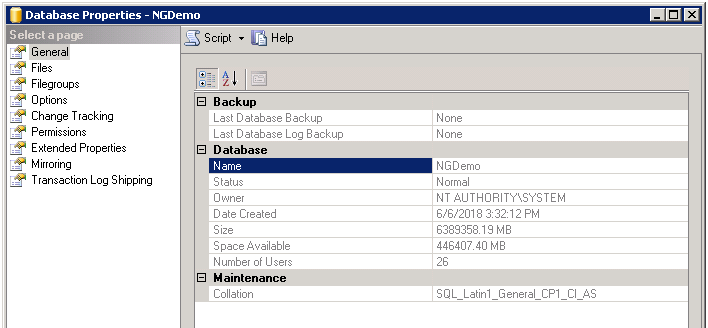 Database Properties - NGDemo
Select a page
General
Files
Filegroups
Options
Change Tracking
Permissions
Extended Properties
Mirroring
Transaction Log Shipping
Script Help
Backup
Last Database Backup None
Last Database Log Backup None
Database
Name NGDemo
Status Normal
Owner NT AUTHORITY\SYSTEM
Date Created 6/6/2018 3:32:12 PM
Size 6389358.19 MB
Space Available 446407.40 MB
Number of Users 26
Maintenance
Collation SQL_Latin1_General_CP1_CI_AS